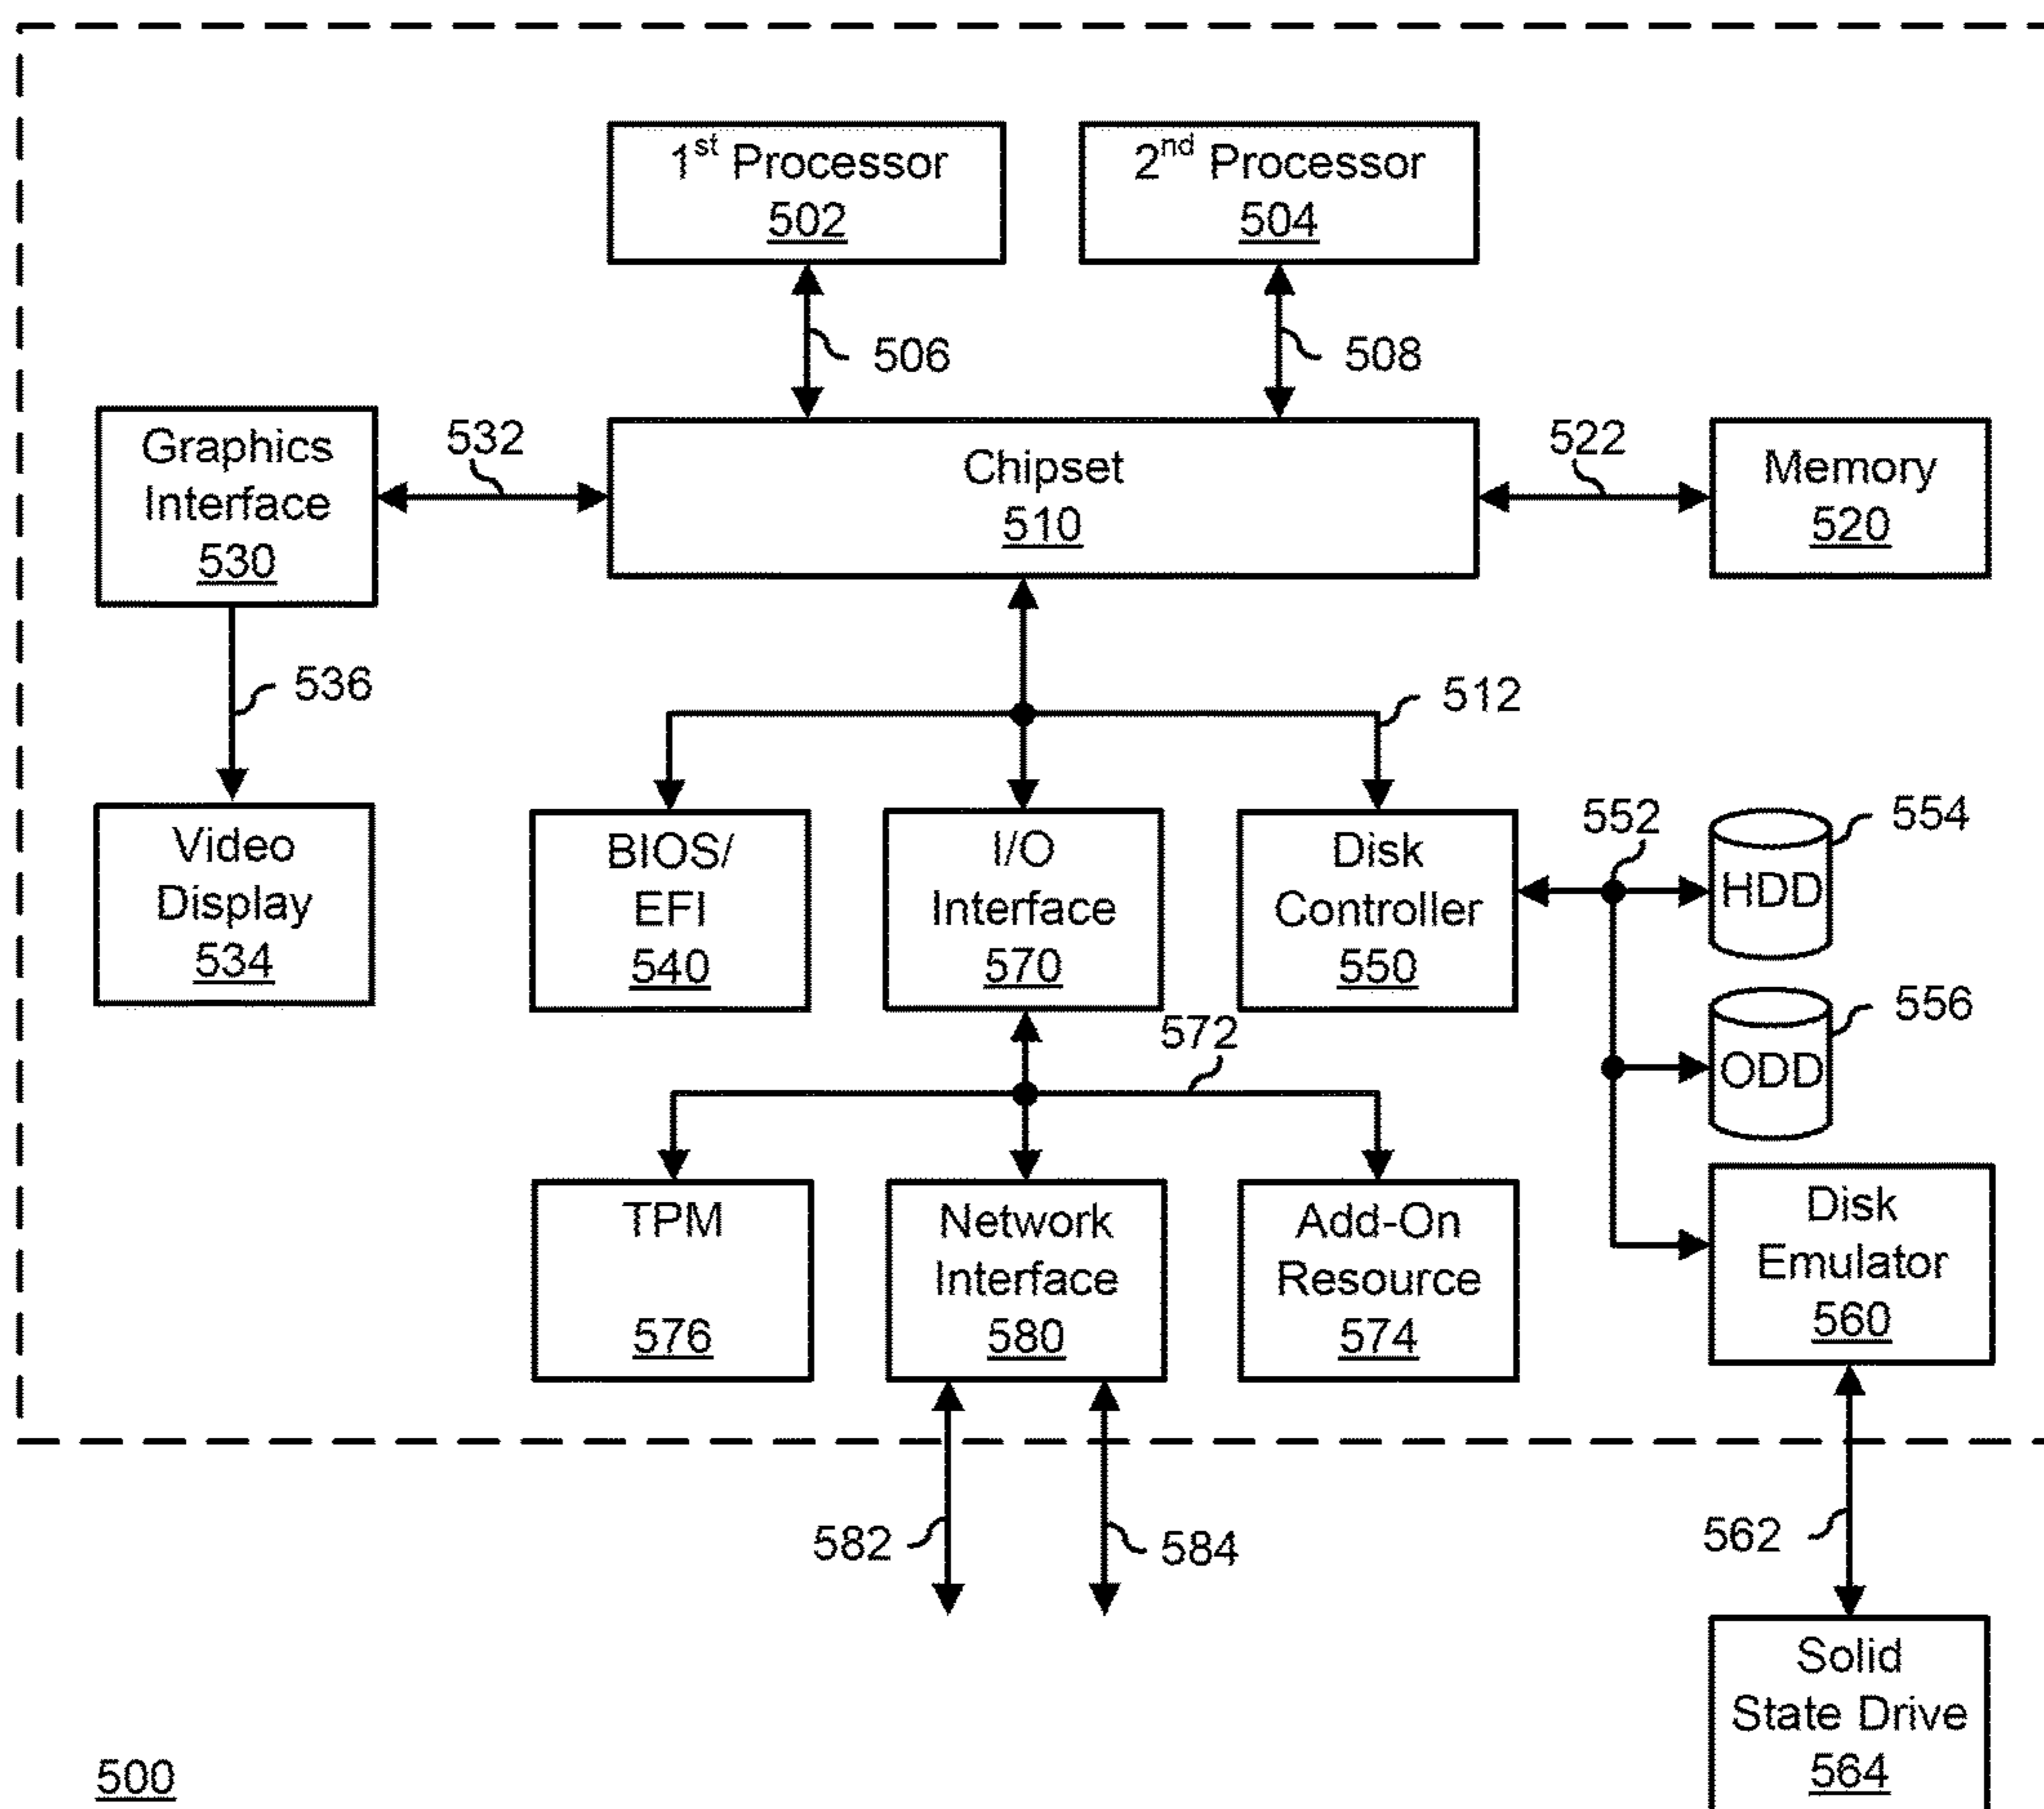 1st Processor
502
2nd Processor
504
506
508
Graphics
Interface
530
532
Chipset
510
522
Memory
520
536
512
Video
Display
534
BIOS/
EFI
540
I/O
Interface
570
Disk
Controller
550
552
HDD
554
ODD
556
572
TPM
576
Network
Interface
580
Add-On
Resource
574
Disk
Emulator
560
582
584
562
Solid
State Drive
564
500